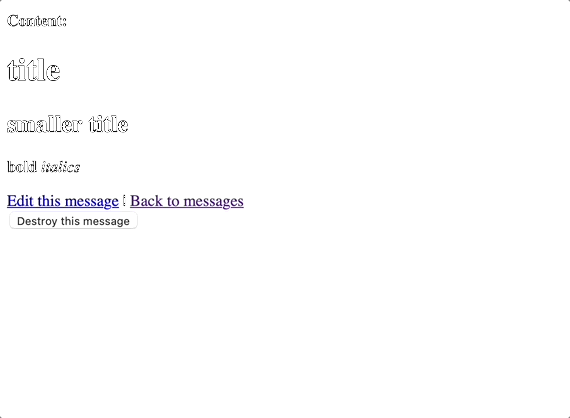 Content:
title
smaller title
bold italics
Edit this message | Back to messages
Destroy this message